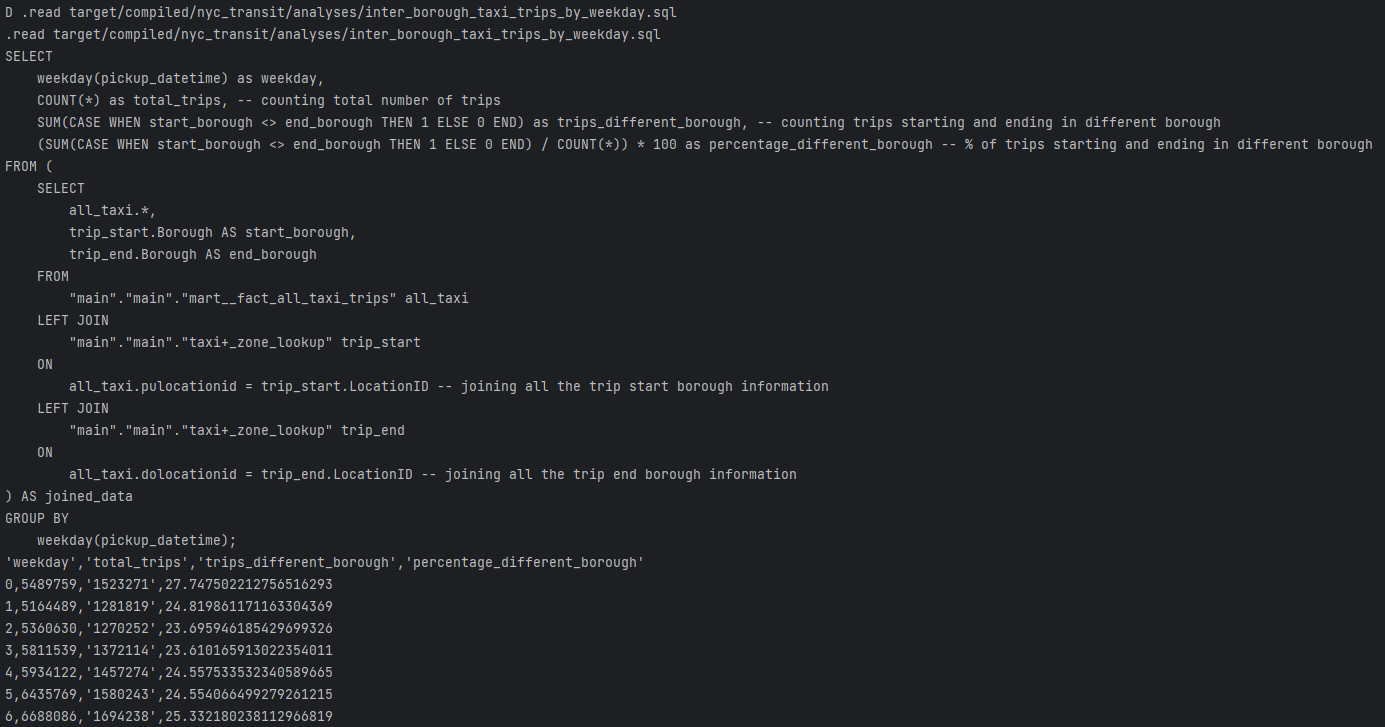 D .read target/compiled/nyc_transit/analyses/inter_borough_taxi_trips_by_weekday.sql
.read target/compiled/nyc_transit/analyses/inter_borough_taxi_trips_by_weekday.sql
SELECT
    weekday(pickup_datetime) as weekday,
    COUNT(*) as total_trips, -- counting total number of trips
    SUM(CASE WHEN start_borough <> end_borough THEN 1 ELSE 0 END) as trips_different_borough, -- counting trips starting and ending in different borough
    (SUM(CASE WHEN start_borough <> end_borough THEN 1 ELSE 0 END) / COUNT(*)) * 100 as percentage_different_borough -- % of trips starting and ending in different borough
FROM (
    SELECT
        all_taxi.*,
        trip_start.Borough AS start_borough,
        trip_end.Borough AS end_borough
    FROM
        "main"."main"."mart__fact_all_taxi_trips" all_taxi
    LEFT JOIN
        "main"."main"."taxi+_zone_lookup" trip_start
    ON
        all_taxi.pulocationid = trip_start.LocationID -- joining all the trip start borough information
    LEFT JOIN
        "main"."main"."taxi+_zone_lookup" trip_end
    ON
        all_taxi.dolocationid = trip_end.LocationID -- joining all the trip end borough information
) AS joined_data
GROUP BY
    weekday(pickup_datetime);
'weekday','total_trips','trips_different_borough','percentage_different_borough'
0,5489759,'1523271',27.747502212756516293
1,5164489,'1281819',24.819861171163304369
2,5360630,'1270252',23.695946185429699326
3,5811539,'1372114',23.610165913022354011
4,5934122,'1457274',24.557533532340589665
5,6435769,'1580243',24.554066499279261215
6,6688086,'1694238',25.332180238112966819